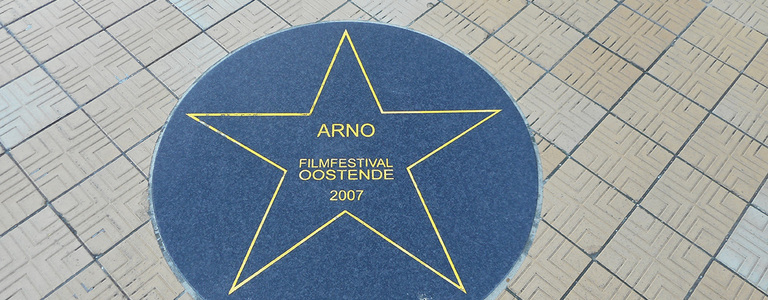 ARNO
FILMFESTIVAL
OOSTENDE
2007